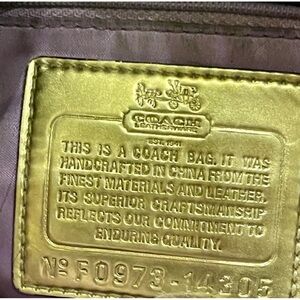 EST. 1941
COACH
LEATHERWARE
THIS IS A COACH BAG. IT WAS
HANDCRAFTED IN CHINA FROM THE
FINEST MATERIALS AND LEATHER.
ITS SUPERIOR CRAFTSMANSHIP
REFLECTS OUR COMMITMENT TO
ENDURING QUALITY.
Nº F0973-14305